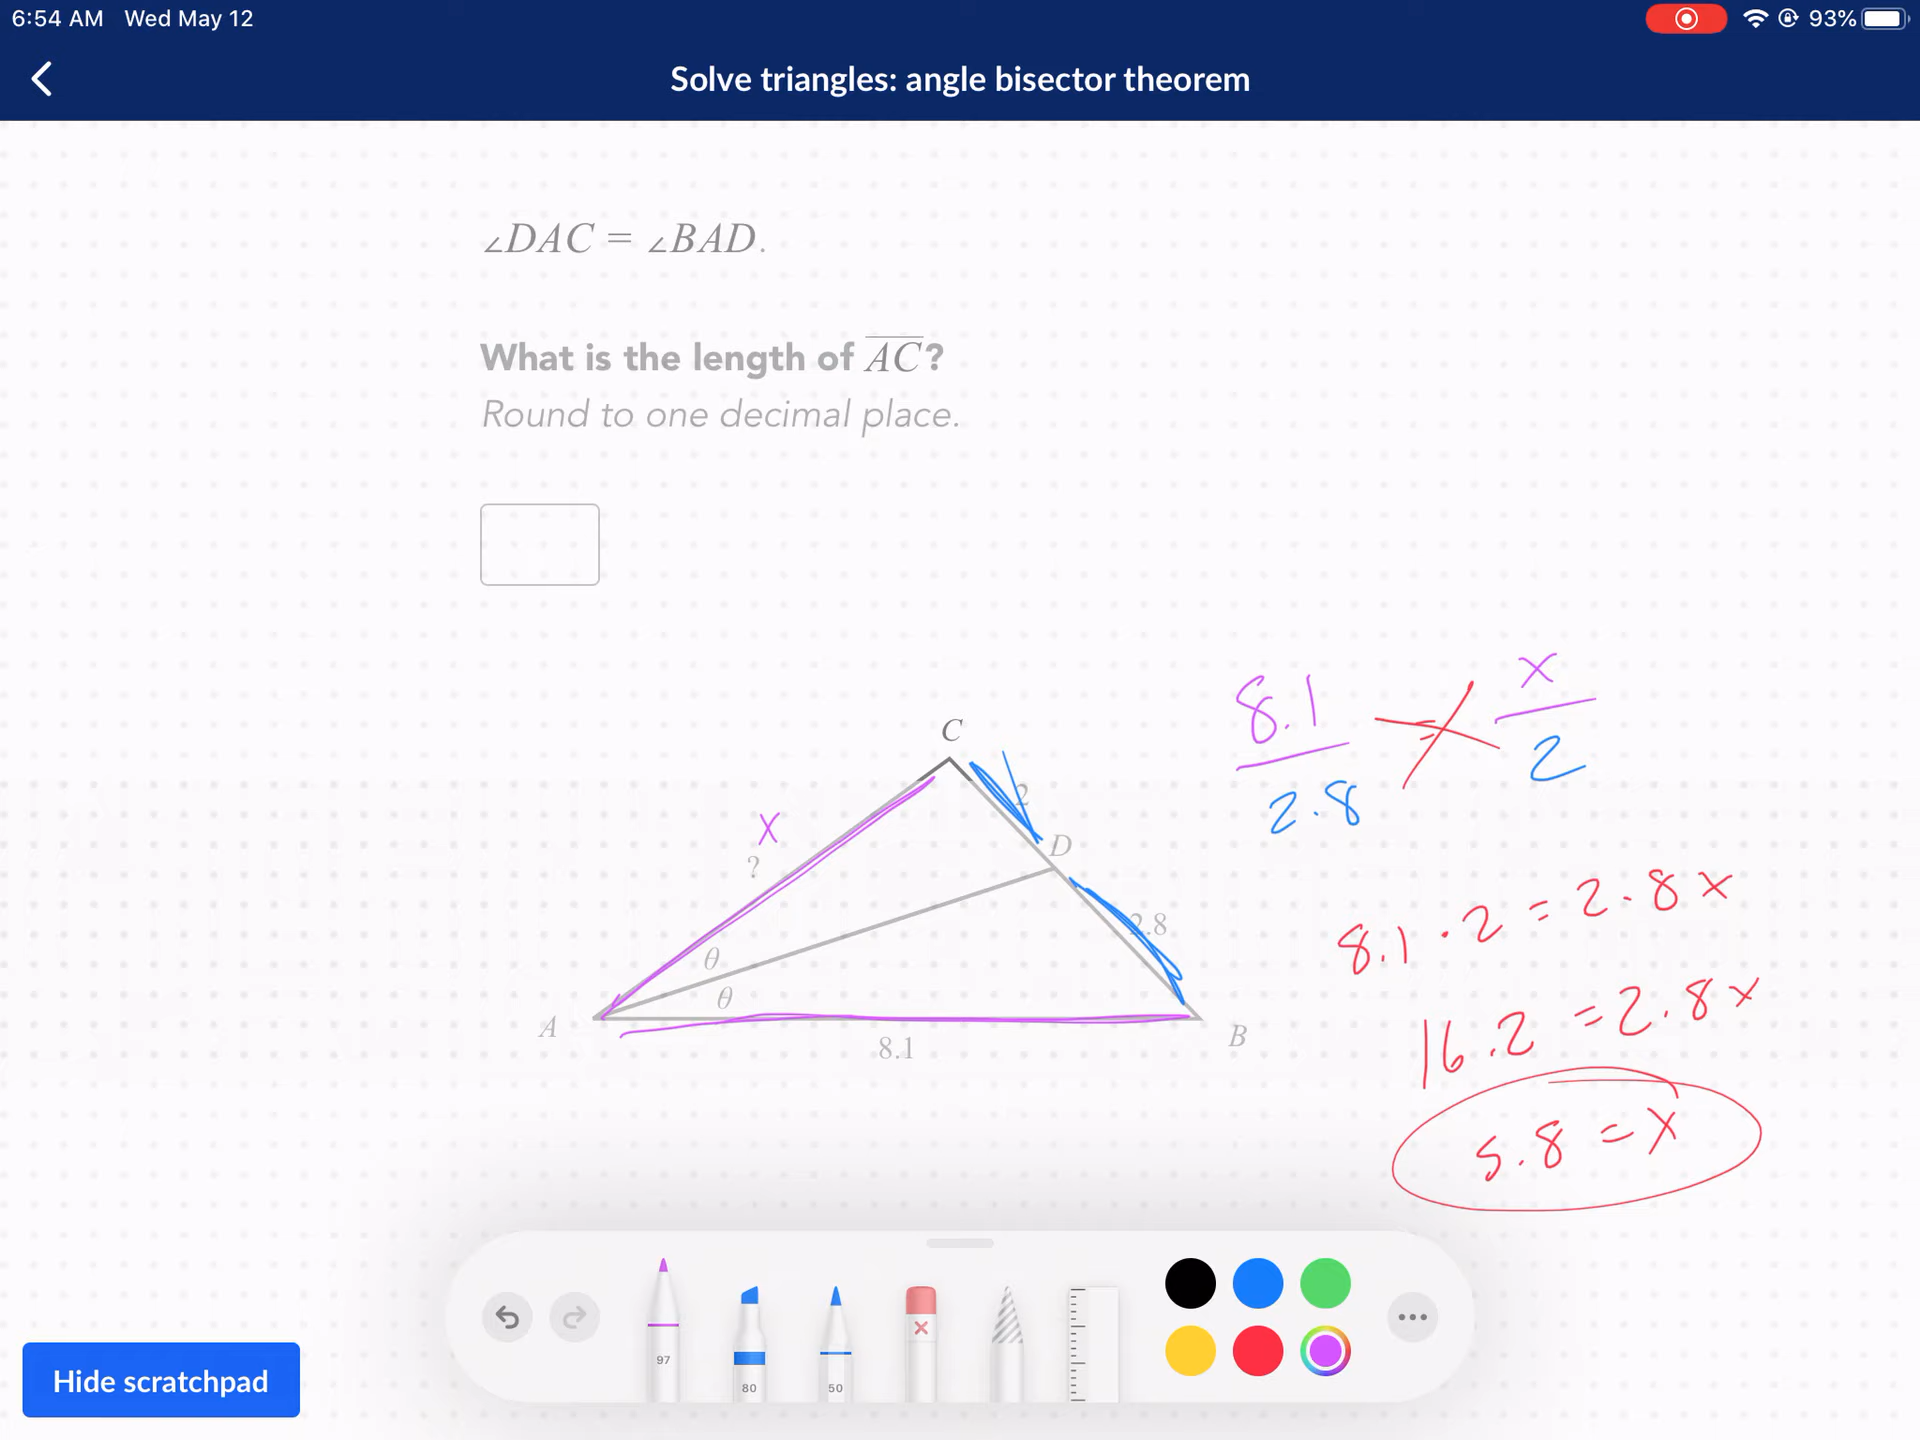 6:54 AM Wed May 12
93%
Solve triangles: angle bisector theorem
∠DAC = ∠BAD.
What is the length of AC?
Round to one decimal place.
8.1 = x
2.8 2
C
2
x
?
D
2.8
θ
θ
A
B
8.1
8.1 · 2 = 2.8x
16.2 = 2.8x
5.8 = x
97
80
50
Hide scratchpad